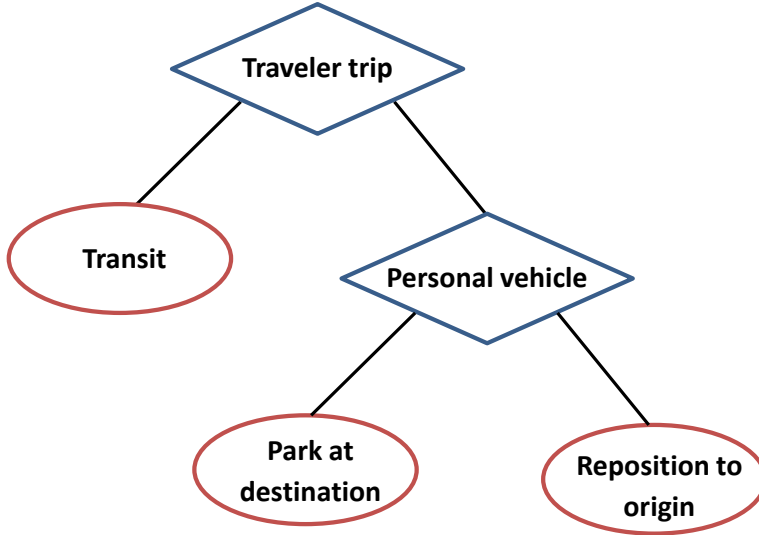 Traveler trip
Transit
Personal vehicle
Park at
destination
Reposition to
origin